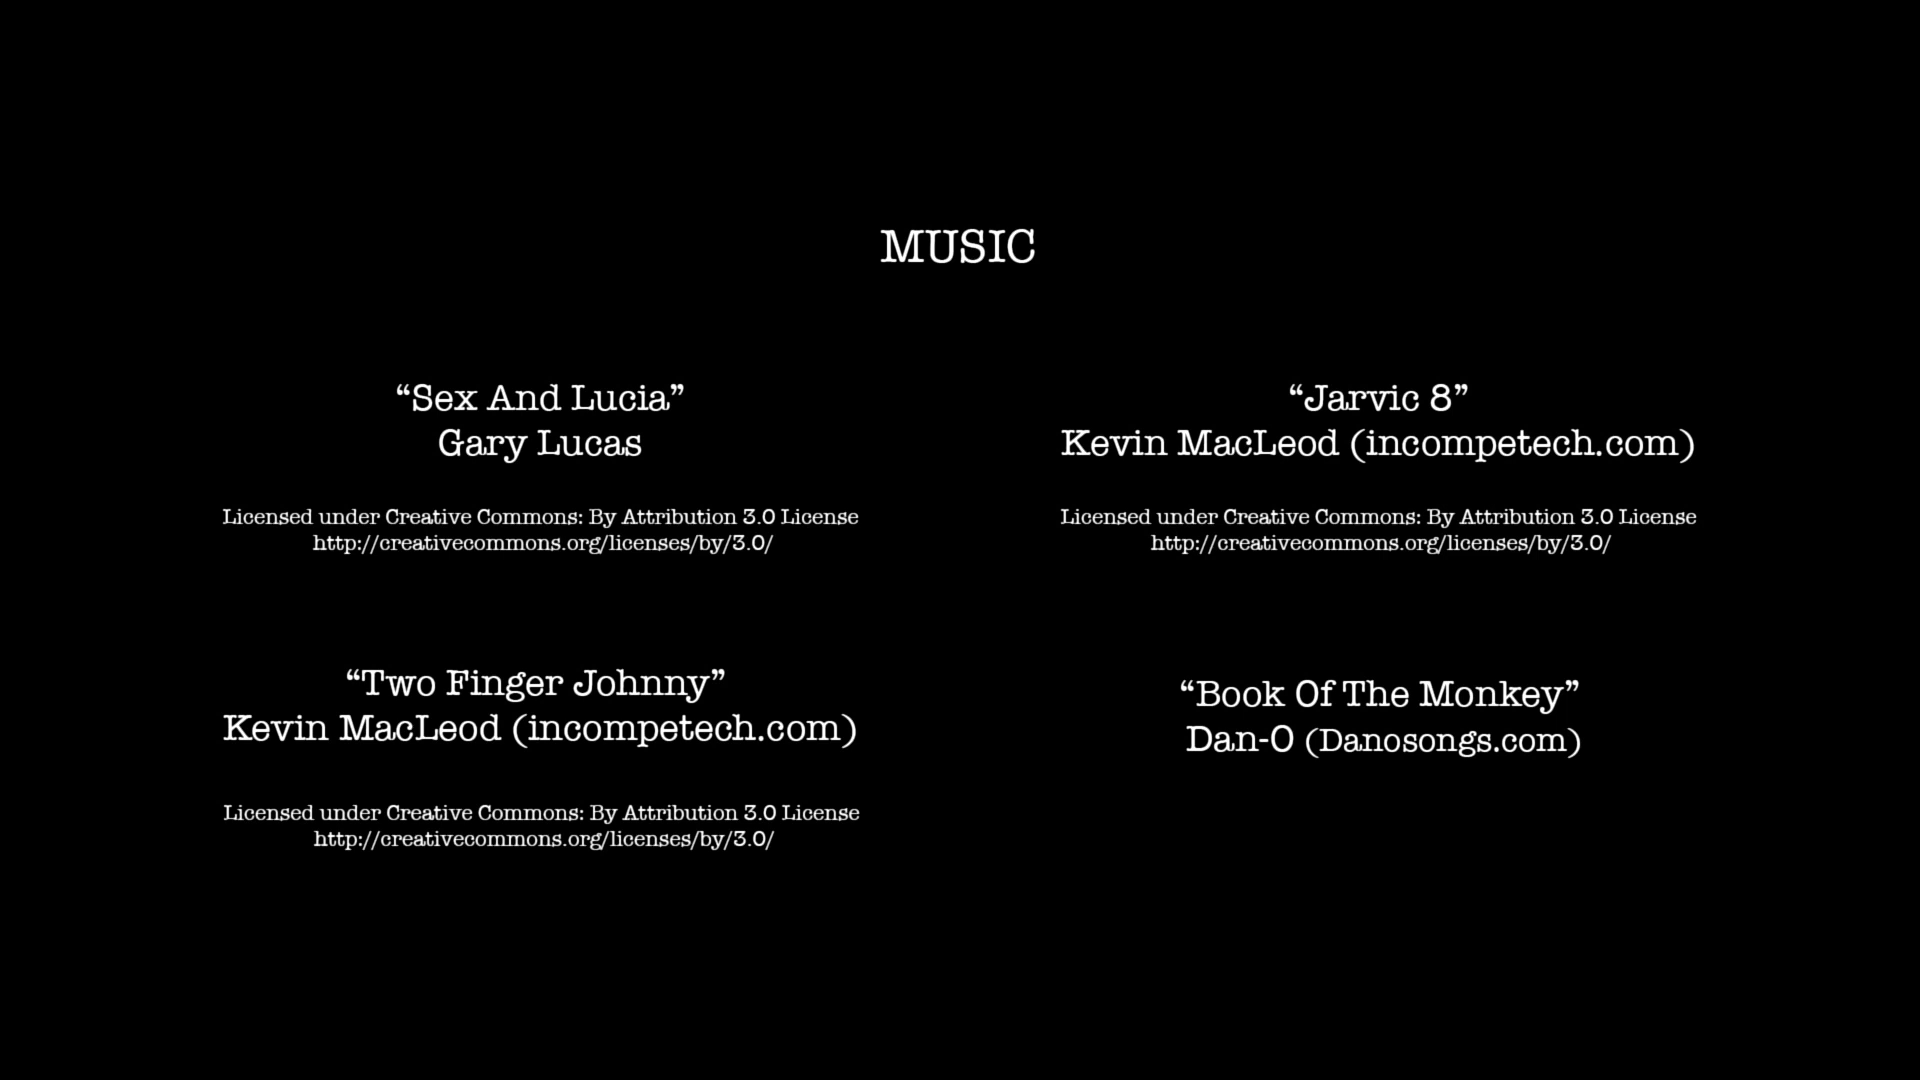 MUSIC
“Sex And Lucia”
Gary Lucas
Licensed under Creative Commons: By Attribution 3.0 License
http://creativecommons.org/licenses/by/3.0/
“Jarvic 8”
Kevin MacLeod (incompetech.com)
Licensed under Creative Commons: By Attribution 3.0 License
http://creativecommons.org/licenses/by/3.0/
“Two Finger Johnny”
Kevin MacLeod (incompetech.com)
Licensed under Creative Commons: By Attribution 3.0 License
http://creativecommons.org/licenses/by/3.0/
“Book Of The Monkey”
Dan-O (Danosongs.com)